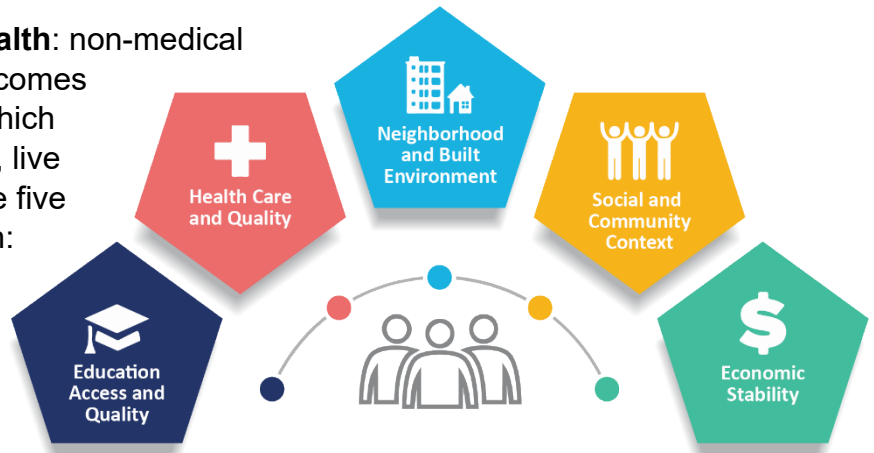 alth: non-medical
comes
hich
, live
e five
n:
Neighborhood
and Built
Environment
Health Care
and Quality
Social and
Community
Context
Education
Access and
Quality
$
Economic
Stability